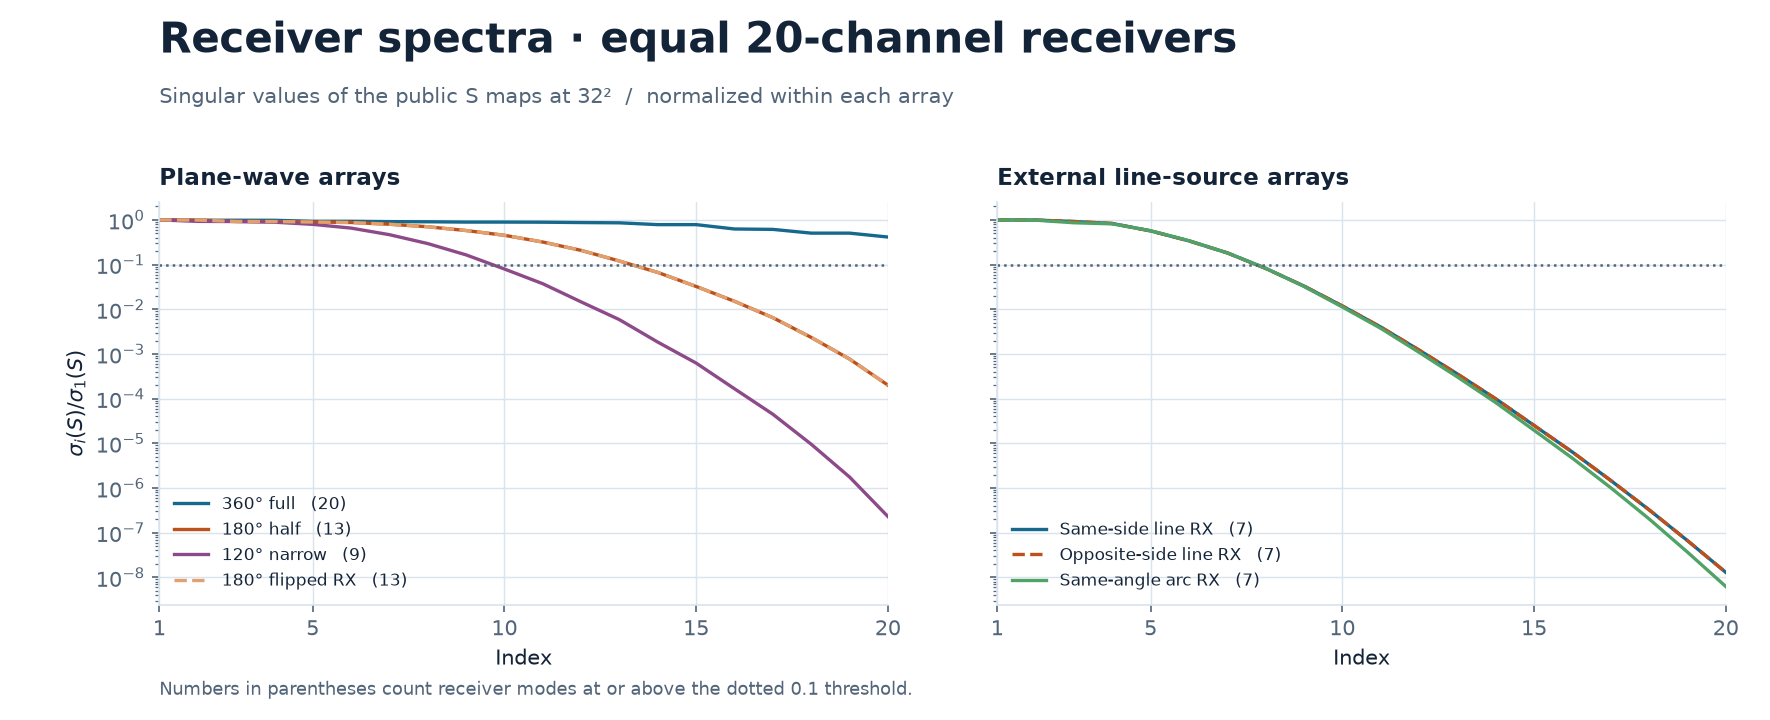 Receiver spectra · equal 20-channel receivers
Singular values of the public S maps at 32² / normalized within each array
Plane-wave arrays
σᵢ(S)/σ₁(S)
10⁰
10⁻¹
10⁻²
10⁻³
10⁻⁴
10⁻⁵
10⁻⁶
10⁻⁷
10⁻⁸
360° full (20)
180° half (13)
120° narrow (9)
180° flipped RX (13)
1 5 10 15 20
Index
External line-source arrays
Same-side line RX (7)
Opposite-side line RX (7)
Same-angle arc RX (7)
1 5 10 15 20
Index
Numbers in parentheses count receiver modes at or above the dotted 0.1 threshold.